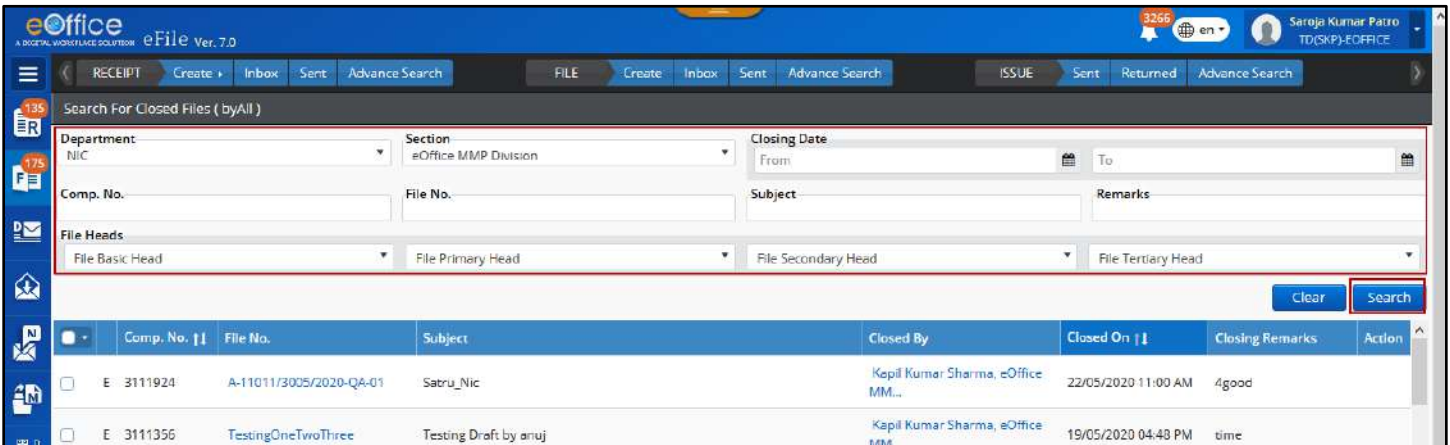 eOffice
A DIGITAL WORKPLACE SOLUTION eFile Ver. 7.0
3266
en
Saroja Kumar Patro
TD(SKP)-EOFFICE
RECEIPT Create Inbox Sent Advance Search FILE Create Inbox Sent Advance Search ISSUE Sent Returned Advance Search
135
R
Search For Closed Files ( byAll )
Department Section Closing Date
NIC eOffice MMP Division From To
175
F
Comp. No. File No. Subject Remarks
D
File Heads
File Basic Head File Primary Head File Secondary Head File Tertiary Head
Clear Search
N
Comp. No. File No. Subject Closed By Closed On Closing Remarks Action
E 3111924 A-11011/3005/2020-QA-01 Satru_Nic Kapil Kumar Sharma, eOffice MM... 22/05/2020 11:00 AM 4good
M
E 3111356 TestingOneTwoThree Testing Draft by anuj Kapil Kumar Sharma, eOffice MM... 19/05/2020 04:48 PM time